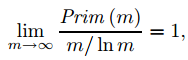 lim_{m→∞} Prim (m) / (m/ ln m) = 1,